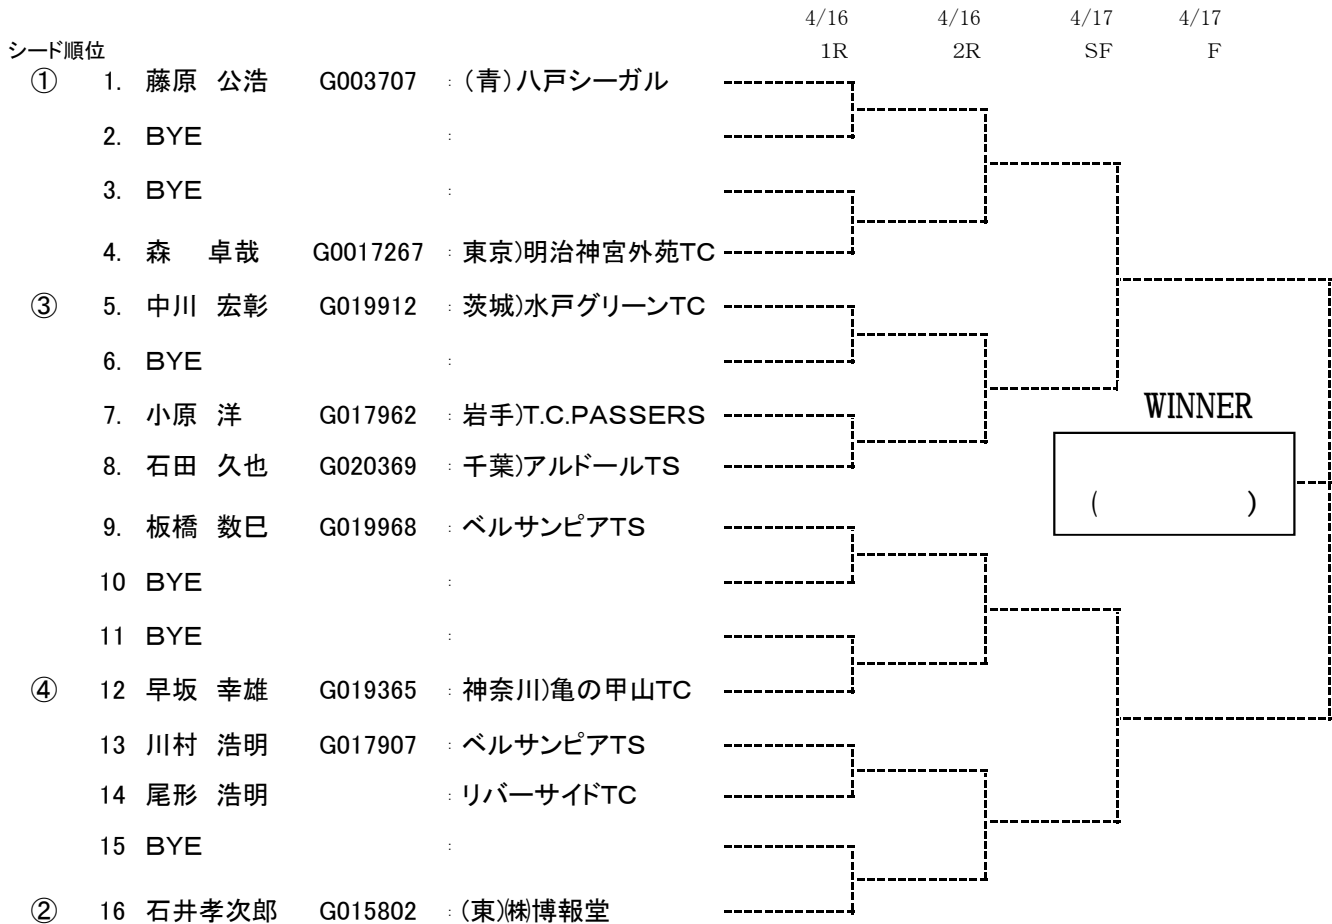 4/16 4/16 4/17 4/17
シード順位 1R 2R SF F
① 1. 藤原 公浩 G003707 : (青)八戸シーガル
2. BYE :
3. BYE :
4. 森 卓哉 G0017267 : 東京)明治神宮外苑TC
③ 5. 中川 宏彰 G019912 : 茨城)水戸グリーンTC
6. BYE :
7. 小原 洋 G017962 : 岩手)T.C.PASSERS
WINNER
8. 石田 久也 G020369 : 千葉)アルドールTS
( )
9. 板橋 数巳 G019968 : ベルサンピアTS
10 BYE :
11 BYE :
④ 12 早坂 幸雄 G019365 : 神奈川)亀の甲山TC
13 川村 浩明 G017907 : ベルサンピアTS
14 尾形 浩明 : リバーサイドTC
15 BYE :
② 16 石井孝次郎 G015802 : (東)㈱博報堂